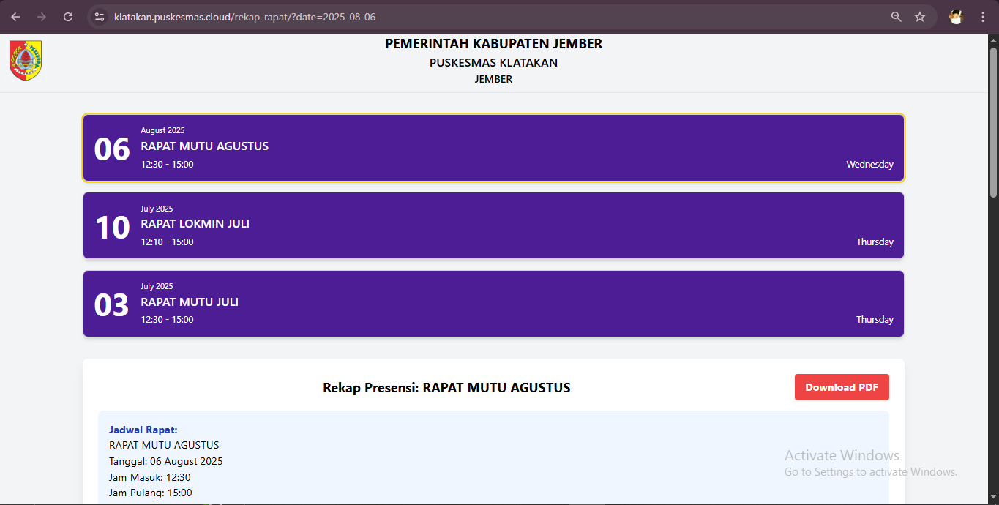 klatakan.puskesmas.cloud/rekap-rapat/?date=2025-08-06
PEMERINTAH KABUPATEN JEMBER
PUSKESMAS KLATAKAN
JEMBER
06
August 2025
RAPAT MUTU AGUSTUS
12:30 - 15:00
Wednesday
10
July 2025
RAPAT LOKMIN JULI
12:10 - 15:00
Thursday
03
July 2025
RAPAT MUTU JULI
12:30 - 15:00
Thursday
Rekap Presensi: RAPAT MUTU AGUSTUS
Download PDF
Jadwal Rapat:
RAPAT MUTU AGUSTUS
Tanggal: 06 August 2025
Jam Masuk: 12:30
Jam Pulang: 15:00
Activate Windows
Go to Settings to activate Windows.